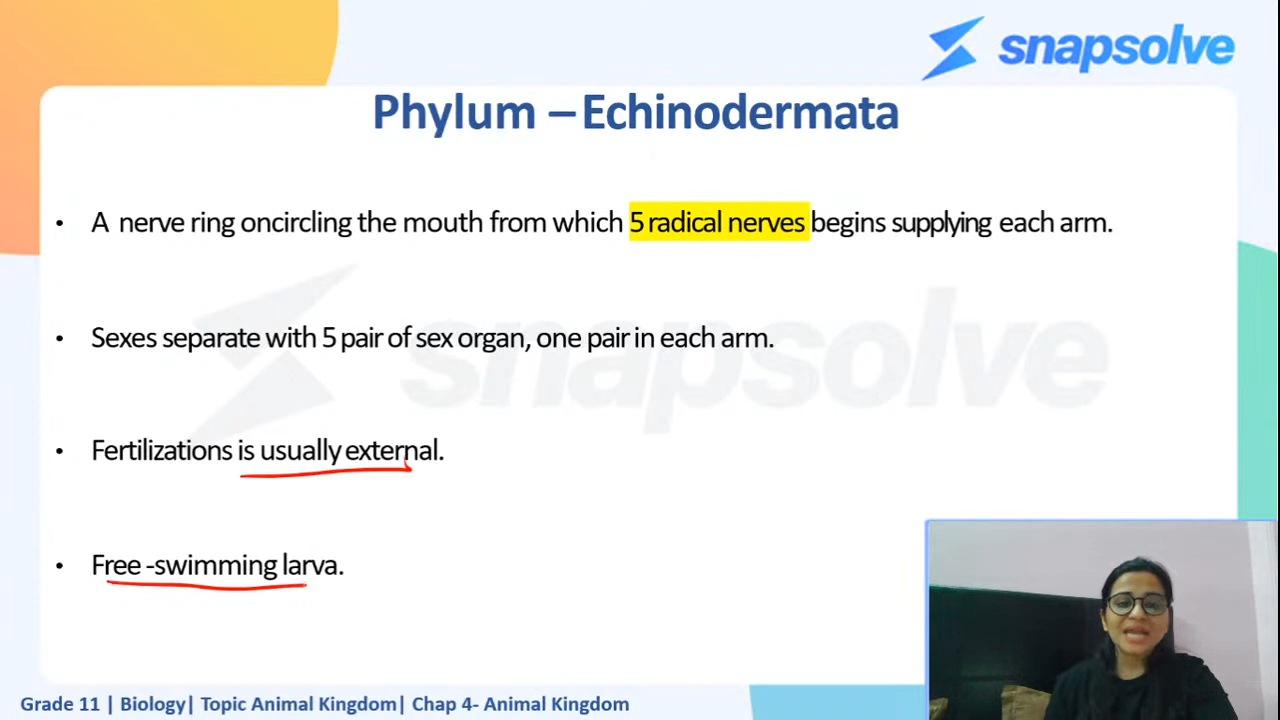 snapsolve
Phylum – Echinodermata
• A nerve ring oncircling the mouth from which 5 radical nerves begins supplying each arm.
• Sexes separate with 5 pair of sex organ, one pair in each arm.
snapsolve
• Fertilizations is usually external.
• Free -swimming larva.
Grade 11 | Biology| Topic Animal Kingdom| Chap 4- Animal Kingdom